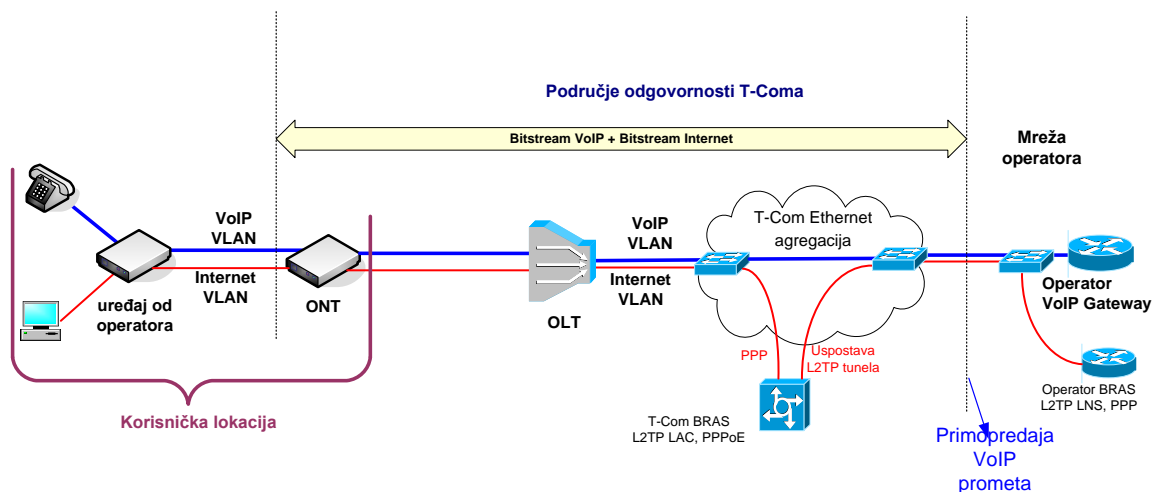 Područje odgovornosti T-Coma
Bitstream VoIP + Bitstream Internet
Mreža
operatora
VoIP
VLAN
Internet
VLAN
uređaj od
operatora
ONT
OLT
VoIP
VLAN
Internet
VLAN
T-Com Ethernet
agregacija
Operator
VoIP Gateway
PPP
Uspostava
L2TP tunela
T-Com BRAS
L2TP LAC, PPPoE
Operator BRAS
L2TP LNS, PPP
Korisnička lokacija
Primopredaja
VoIP
prometa